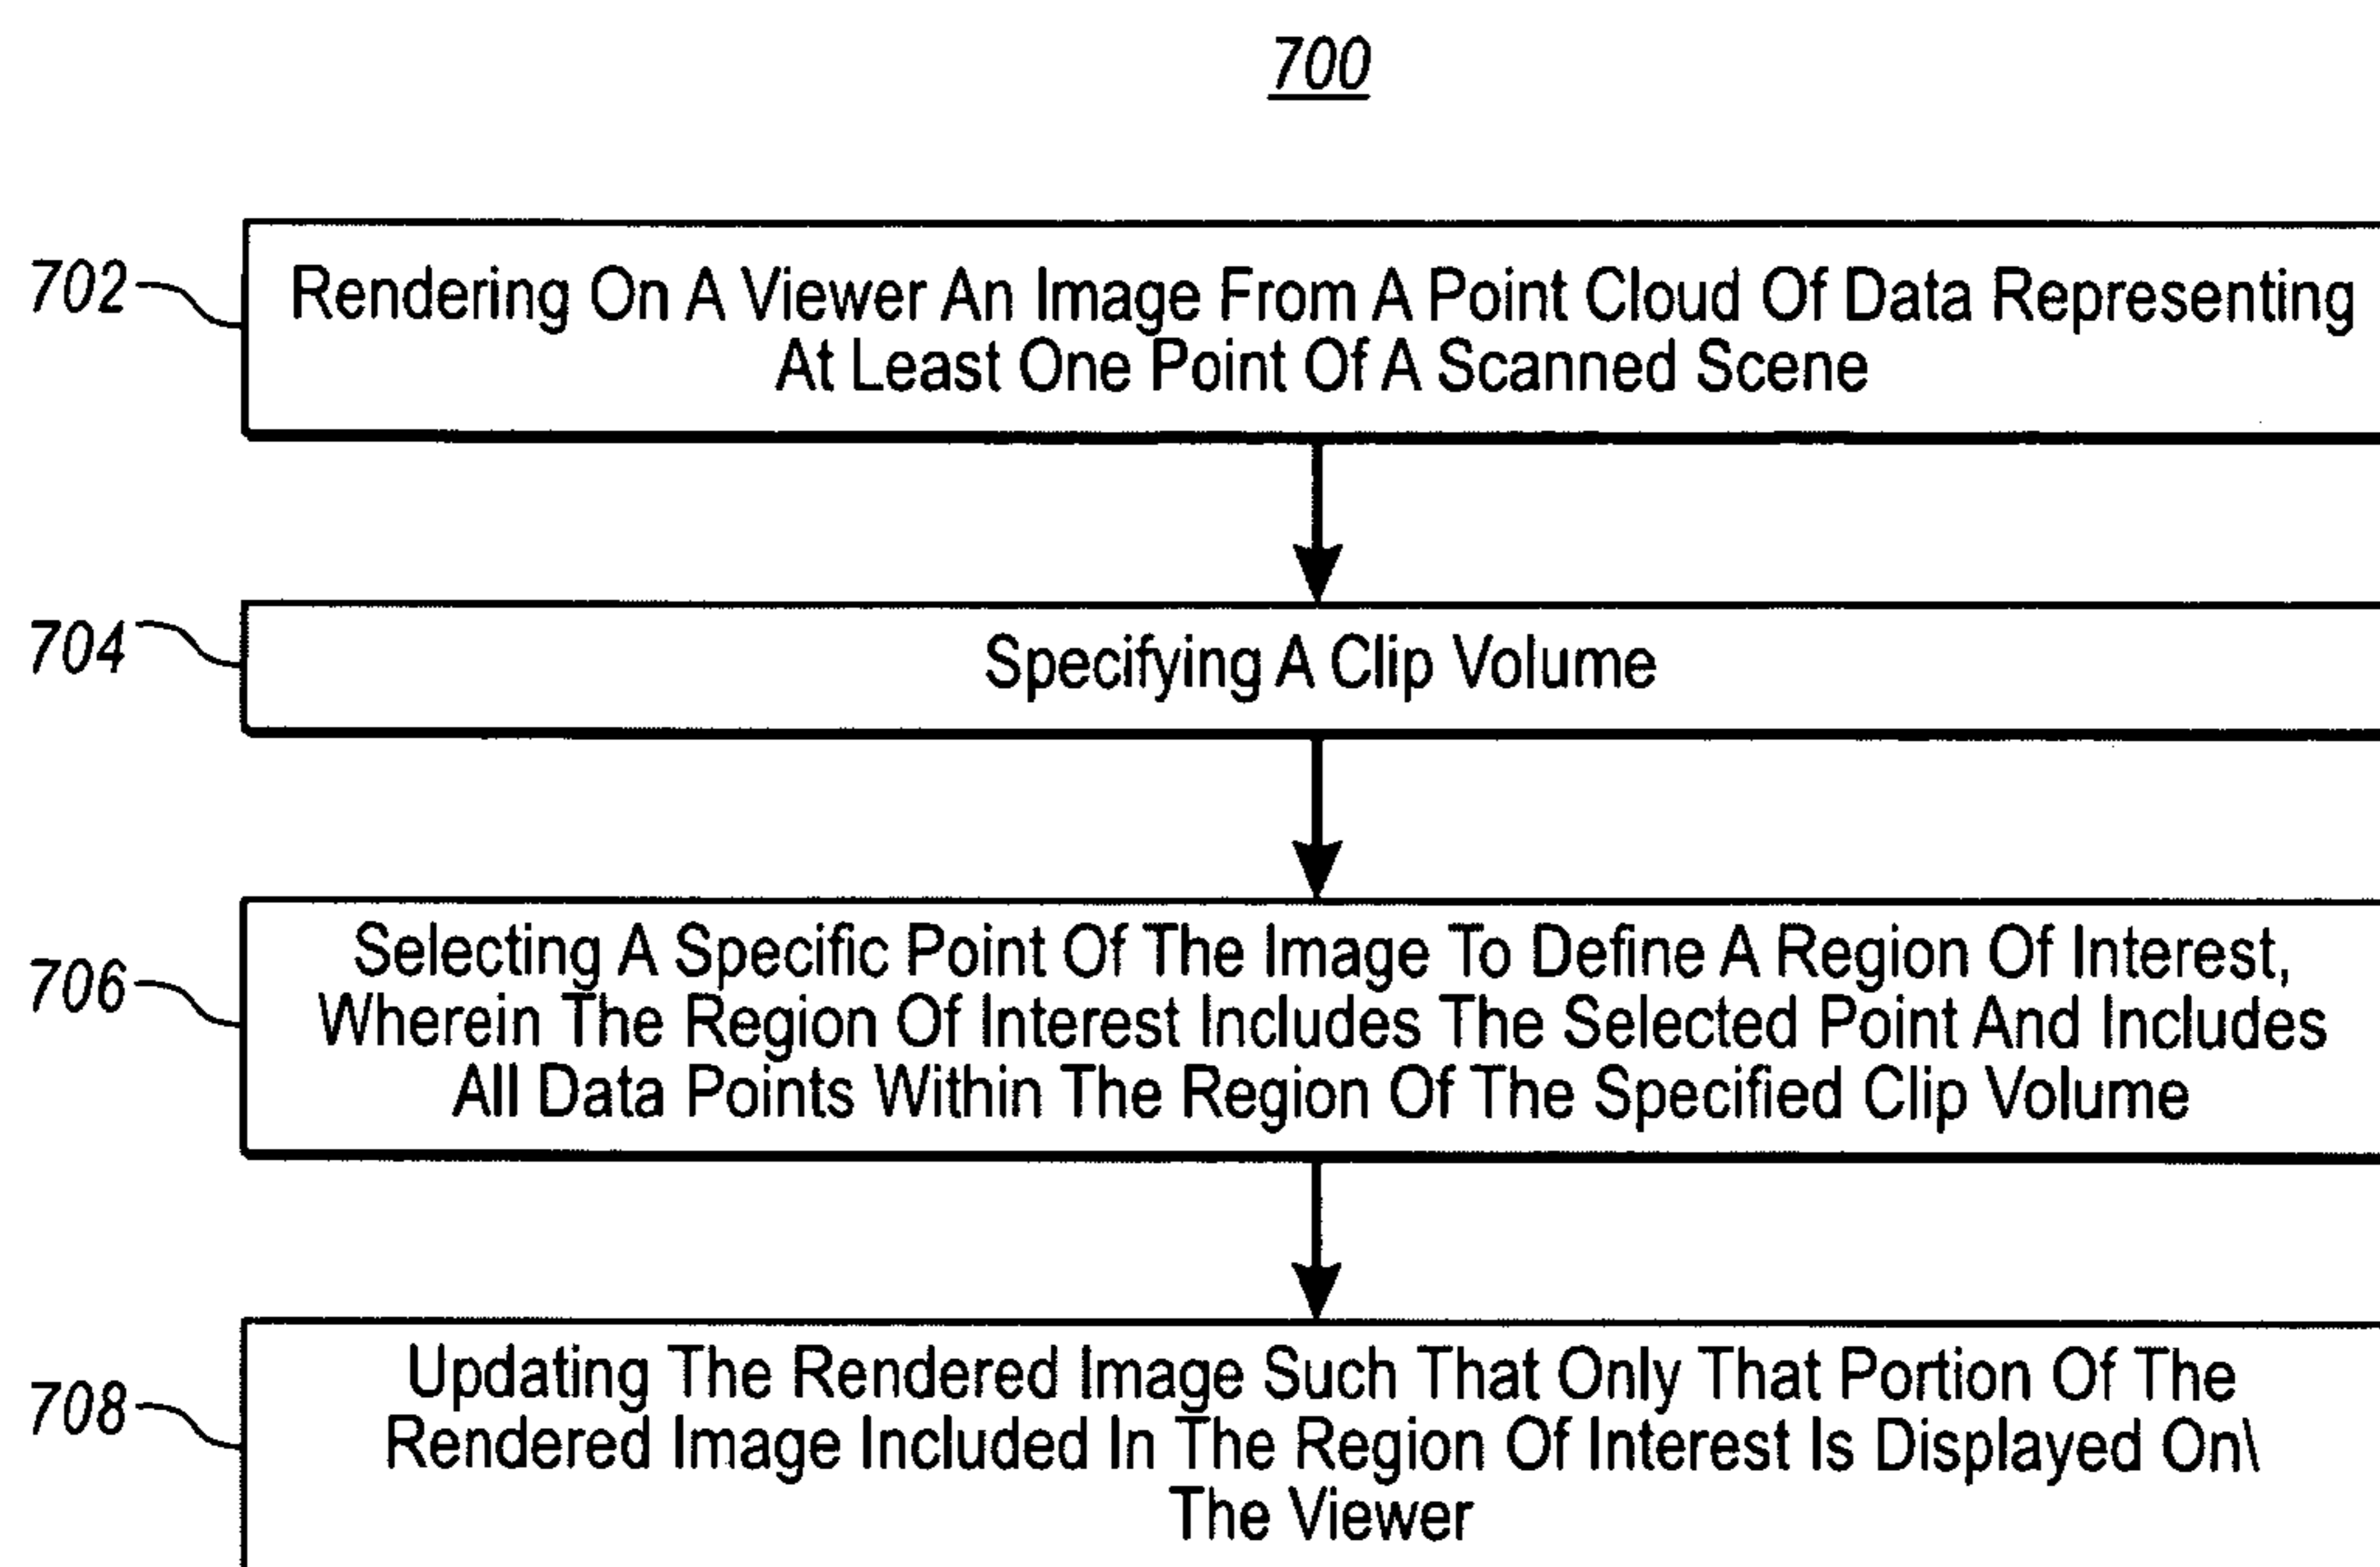 700
702
Rendering On A Viewer An Image From A Point Cloud Of Data Representing
At Least One Point Of A Scanned Scene
704
Specifying A Clip Volume
706
Selecting A Specific Point Of The Image To Define A Region Of Interest,
Wherein The Region Of Interest Includes The Selected Point And Includes
All Data Points Within The Region Of The Specified Clip Volume
708
Updating The Rendered Image Such That Only That Portion Of The
Rendered Image Included In The Region Of Interest Is Displayed On\
The Viewer